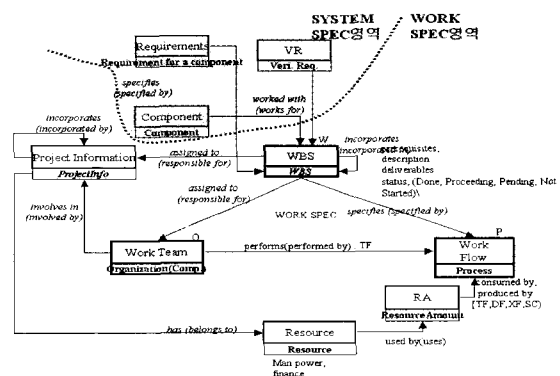 SYSTEM WORK
SPEC영역 SPEC영역
Requirements
Requirement for a component
VR
Veri. Req.
specifies
(specified by)
Component
Component
worked with
(works for)
incorporates
(incorporated by)
Project Information
ProjectInfo
assigned to
(responsible for)
W
WBS
WBS
incorporates
description
deliverables
status, (Done, Proceeding, Pending, Not
Started)\
assigned to
(responsible for)
WORK SPEC
specifies (specified by)
involves in
(involved by)
O
Work Team
Organization(Comp.)
performs(performed by) TF
P
Work
Flow
Process
consumed by,
produced by
{TF,DF,XF,SC}
RA
Resource Amount
has (belongs to)
Resource
Resource
used by(uses)
Man power,
finance